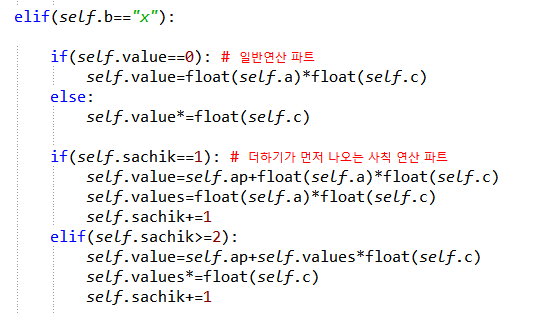 elif(self.b=="x"):
if(self.value==0): # 일반연산 파트
self.value=float(self.a)*float(self.c)
else:
self.value*=float(self.c)
if(self.sachik==1): # 더하기가 먼저 나오는 사칙 연산 파트
self.value=self.ap+float(self.a)*float(self.c)
self.values=float(self.a)*float(self.c)
self.sachik+=1
elif(self.sachik>=2):
self.value=self.ap+self.values*float(self.c)
self.values*=float(self.c)
self.sachik+=1